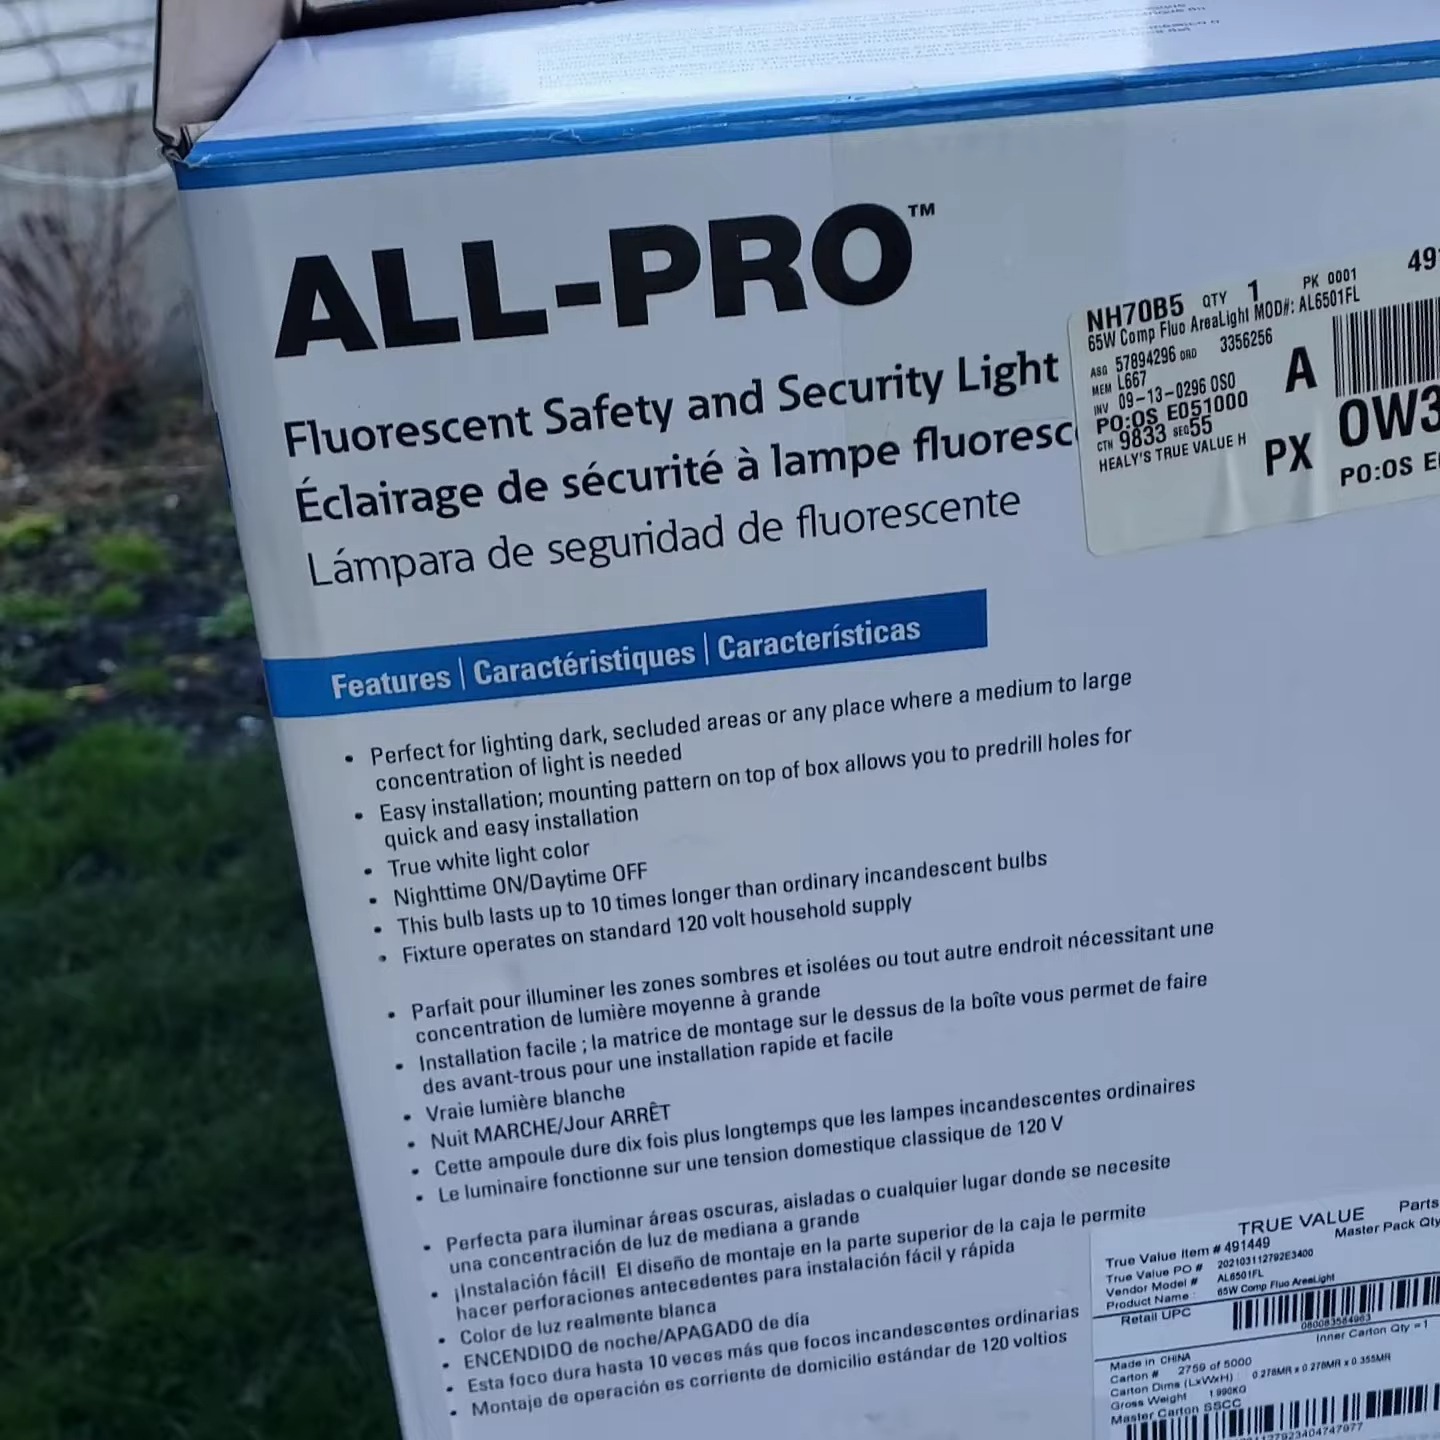 ALL-PRO™
Fluorescent Safety and Security Light
Éclairage de sécurité à lampe fluoresc
Lámpara de seguridad de fluorescente
NH70B5 QTY 1 PK 0001 49
65W Comp Fluo AreaLight MOD#: AL6501FL
ASG 57894296 ORD 3356256
MEM L667
INV 09-13-0296 OSO
PO:OS E051000
CTN 9833 SEQ 55
HEALY'S TRUE VALUE H
A
PX
0W3
PO:OS E
Features | Caractéristiques | Características
• Perfect for lighting dark, secluded areas or any place where a medium to large
concentration of light is needed
• Easy installation; mounting pattern on top of box allows you to predrill holes for
quick and easy installation
• True white light color
• Nighttime ON/Daytime OFF
• This bulb lasts up to 10 times longer than ordinary incandescent bulbs
• Fixture operates on standard 120 volt household supply
• Parfait pour illuminer les zones sombres et isolées ou tout autre endroit nécessitant une
concentration de lumière moyenne à grande
• Installation facile ; la matrice de montage sur le dessus de la boîte vous permet de faire
des avant-trous pour une installation rapide et facile
• Vraie lumière blanche
• Nuit MARCHE/Jour ARRÊT
• Cette ampoule dure dix fois plus longtemps que les lampes incandescentes ordinaires
• Le luminaire fonctionne sur une tension domestique classique de 120 V
• Perfecta para iluminar áreas oscuras, aisladas o cualquier lugar donde se necesite
una concentración de luz de mediana a grande
• ¡Instalación fácil! El diseño de montaje en la parte superior de la caja le permite
hacer perforaciones antecedentes para instalación fácil y rápida
• Color de luz realmente blanca
• ENCENDIDO de noche/APAGADO de día
• Esta foco dura hasta 10 veces más que focos incandescentes ordinarias
• Montaje de operación es corriente de domicilio estándar de 120 voltios
TRUE VALUE Parts
True Value Item # 491449 Master Pack Qty
True Value PO # 202103112792E3400
Vendor Model # AL6501FL
Product Name : 65W Comp Fluo AreaLight
Retail UPC
080083564963
Inner Carton Qty = 1
Made in CHINA
Carton # 2759 of 5000
Carton Dims (LxWxH) : 0.278MR x 0.278MR x 0.355MR
Gross Weight 1.990KG
Master Carton SSCC